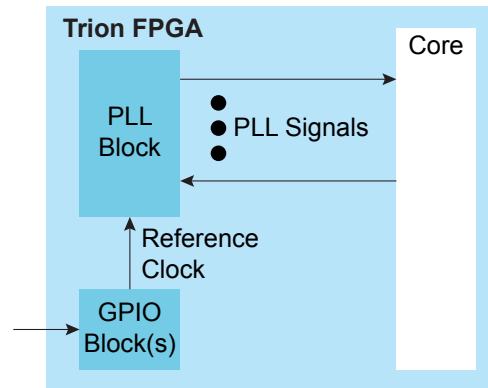 Trion FPGA
Core
PLL
Block
PLL Signals
Reference
Clock
GPIO
Block(s)